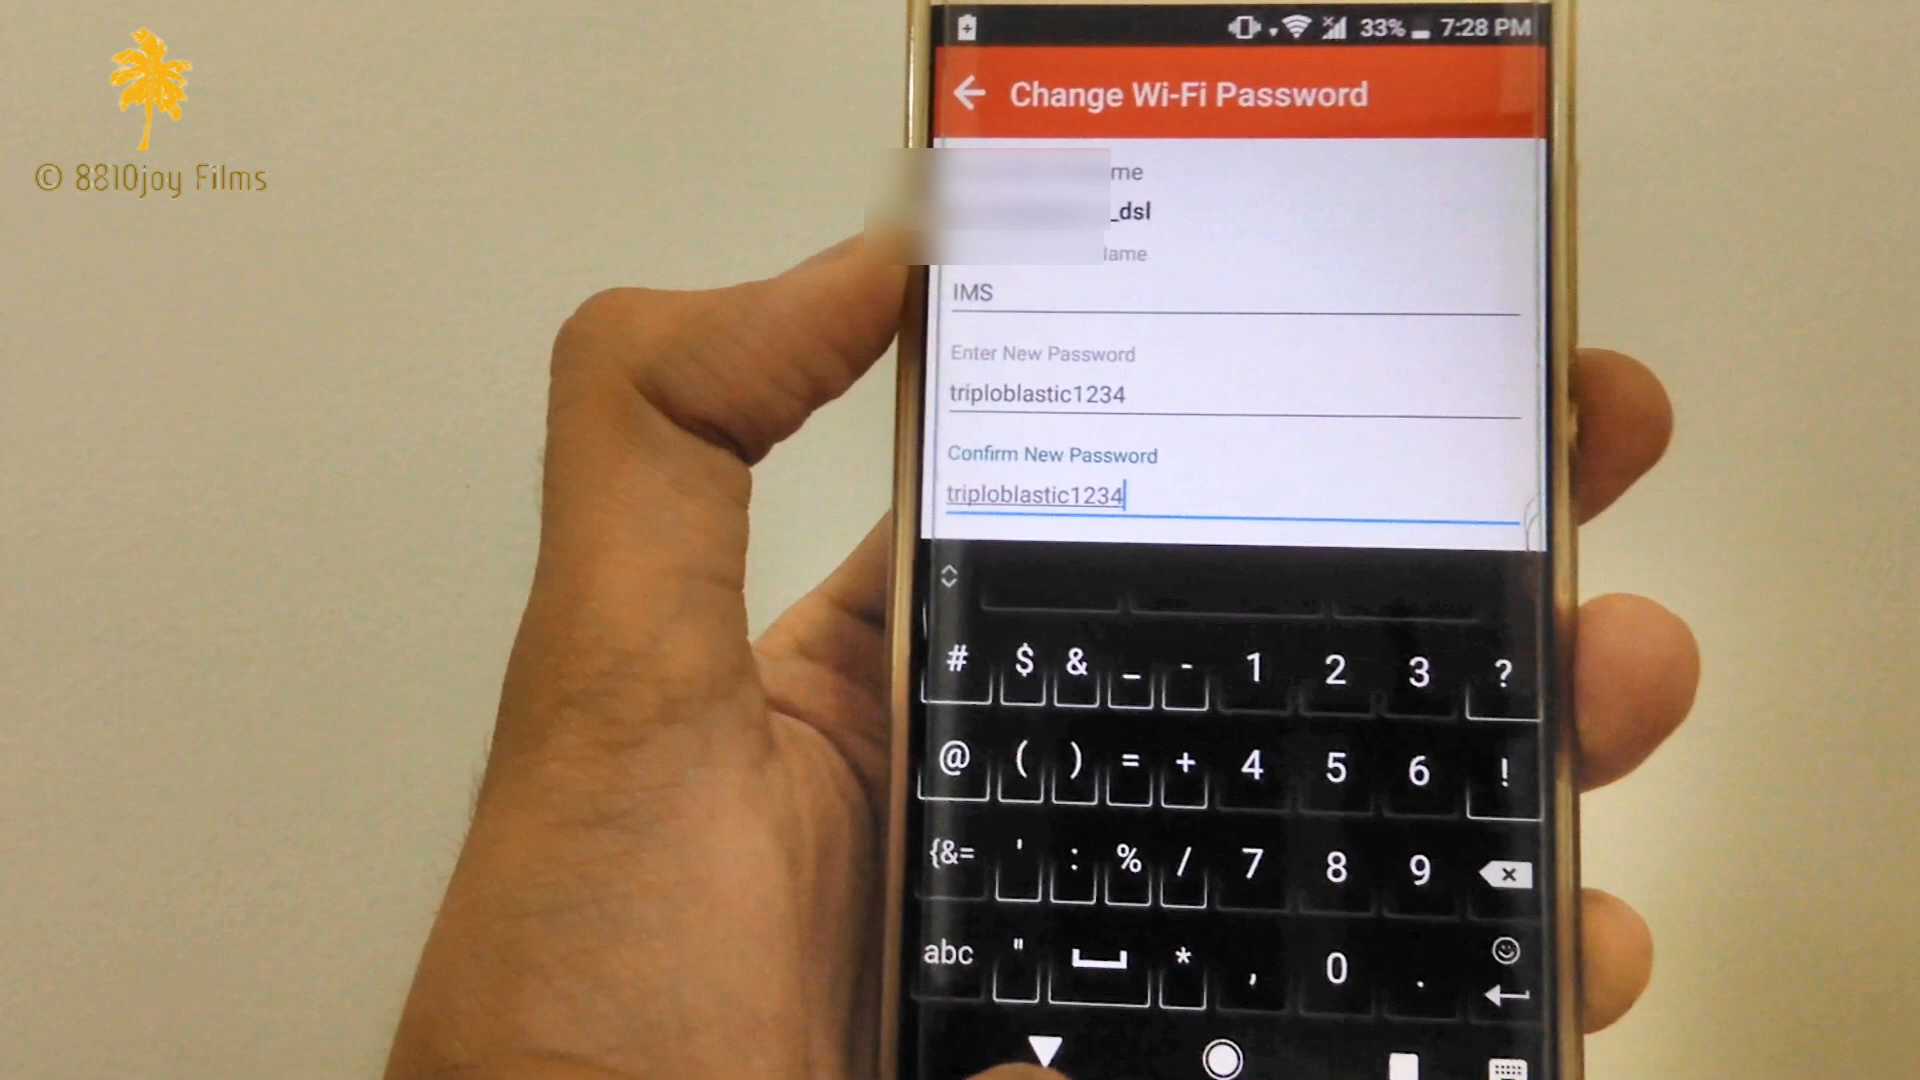 © 8810joy Films
33% 7:28 PM
Change Wi-Fi Password
me
_dsl
lame
IMS
Enter New Password
triploblastic1234
Confirm New Password
triploblastic1234
# $ & _ - 1 2 3 ?
@ ( ) = + 4 5 6 !
{&= ' : % / 7 8 9
abc " * , 0 .